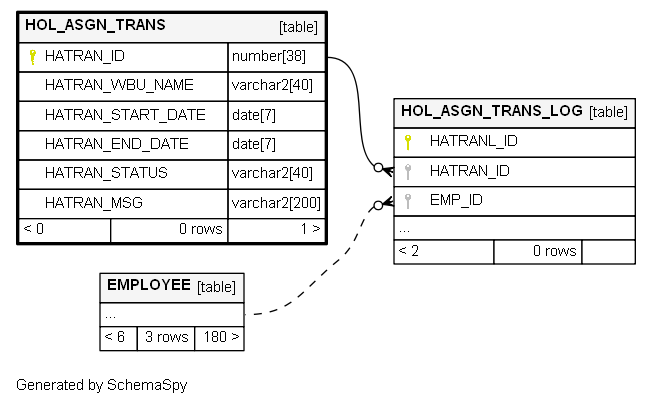 HOL_ASGN_TRANS [table]
HATRAN_ID number[38]
HATRAN_WBU_NAME varchar2[40]
HATRAN_START_DATE date[7]
HATRAN_END_DATE date[7]
HATRAN_STATUS varchar2[40]
HATRAN_MSG varchar2[200]
< 0 0 rows 1 >
HOL_ASGN_TRANS_LOG [table]
HATRANL_ID
HATRAN_ID
EMP_ID
...
< 2 0 rows
EMPLOYEE [table]
...
< 6 3 rows 180 >
Generated by SchemaSpy